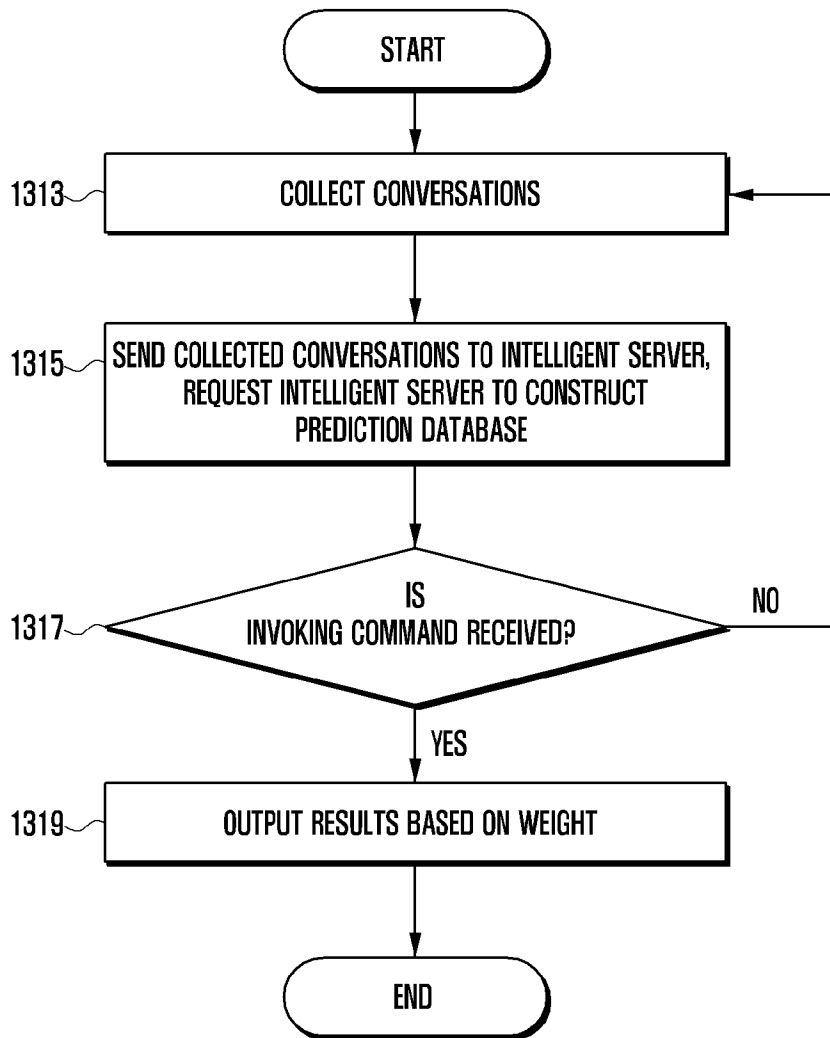 START
1313
COLLECT CONVERSATIONS
1315
SEND COLLECTED CONVERSATIONS TO INTELLIGENT SERVER,
REQUEST INTELLIGENT SERVER TO CONSTRUCT
PREDICTION DATABASE
1317
IS
INVOKING COMMAND RECEIVED?
NO
YES
1319
OUTPUT RESULTS BASED ON WEIGHT
END